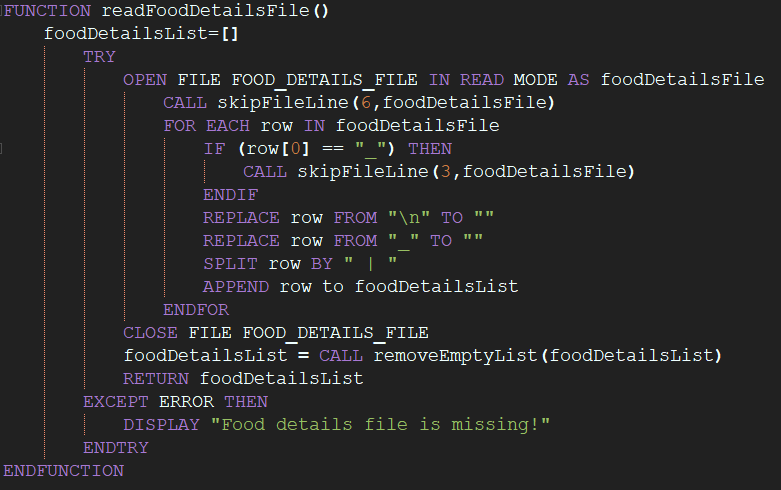 FUNCTION readFoodDetailsFile()
    foodDetailsList=[]
        TRY
            OPEN FILE FOOD_DETAILS_FILE IN READ MODE AS foodDetailsFile
                CALL skipFileLine(6,foodDetailsFile)
                FOR EACH row IN foodDetailsFile
                    IF (row[0] == "_") THEN
                        CALL skipFileLine(3,foodDetailsFile)
                    ENDIF
                    REPLACE row FROM "\n" TO ""
                    REPLACE row FROM "_" TO ""
                    SPLIT row BY " | "
                    APPEND row to foodDetailsList
                ENDFOR
            CLOSE FILE FOOD_DETAILS_FILE
            foodDetailsList = CALL removeEmptyList(foodDetailsList)
            RETURN foodDetailsList
        EXCEPT ERROR THEN
            DISPLAY "Food details file is missing!"
        ENDTRY
ENDFUNCTION